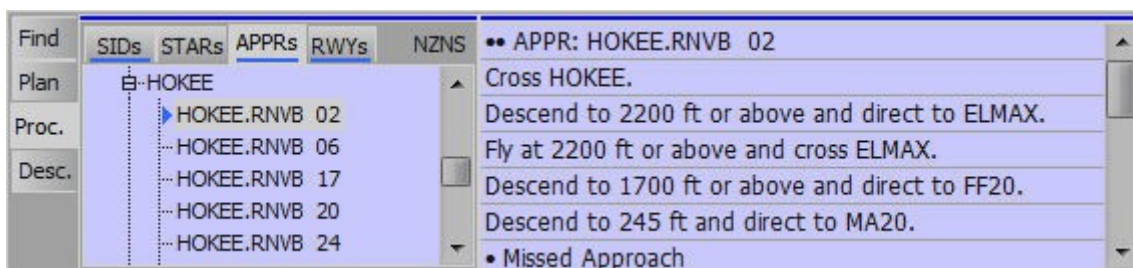 Find
Plan
Proc.
Desc.
SIDs STARs APPRs RWYs NZNS
HOKEE
HOKEE.RNVB 02
HOKEE.RNVB 06
HOKEE.RNVB 17
HOKEE.RNVB 20
HOKEE.RNVB 24
•• APPR: HOKEE.RNVB 02
Cross HOKEE.
Descend to 2200 ft or above and direct to ELMAX.
Fly at 2200 ft or above and cross ELMAX.
Descend to 1700 ft or above and direct to FF20.
Descend to 245 ft and direct to MA20.
• Missed Approach